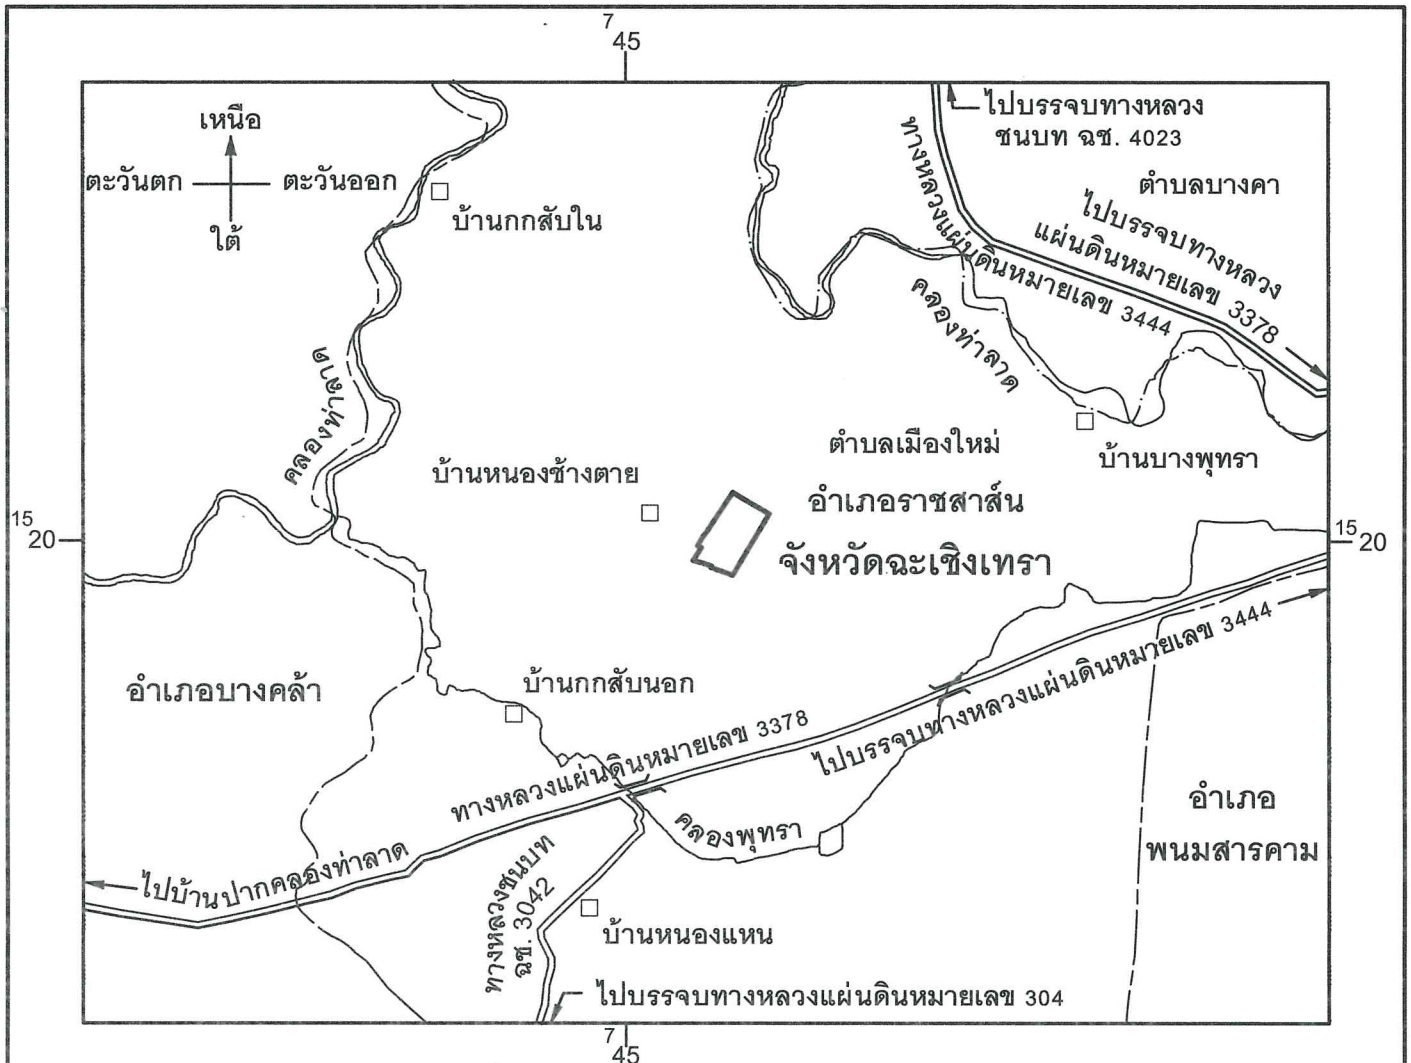 7
45
เหนือ
ตะวันตก
ตะวันออก
ใต้
บ้านกกสับใน
ไปบรรจบทางหลวง
ชนบท ฉช. 4023
ตำบลบางคา
ทางหลวงแผ่นดินหมายเลข 3444
ไปบรรจบทางหลวง
แผ่นดินหมายเลข 3378
คลองท่าลาด
คลองท่าลาด
ตำบลเมืองใหม่
บ้านบางพุทรา
บ้านหนองช้างตาย
อำเภอราชสาส์น
จังหวัดฉะเชิงเทรา
15
20
15
20
อำเภอบางคล้า
บ้านกกสับนอก
ทางหลวงแผ่นดินหมายเลข 3378
ไปบรรจบทางหลวงแผ่นดินหมายเลข 3444
คลองพุทรา
อำเภอ
พนมสารคาม
ไปบ้านปากคลองท่าลาด
ทางหลวงชนบท
ฉช. 3042
บ้านหนองแหน
ไปบรรจบทางหลวงแผ่นดินหมายเลข 304
7
45